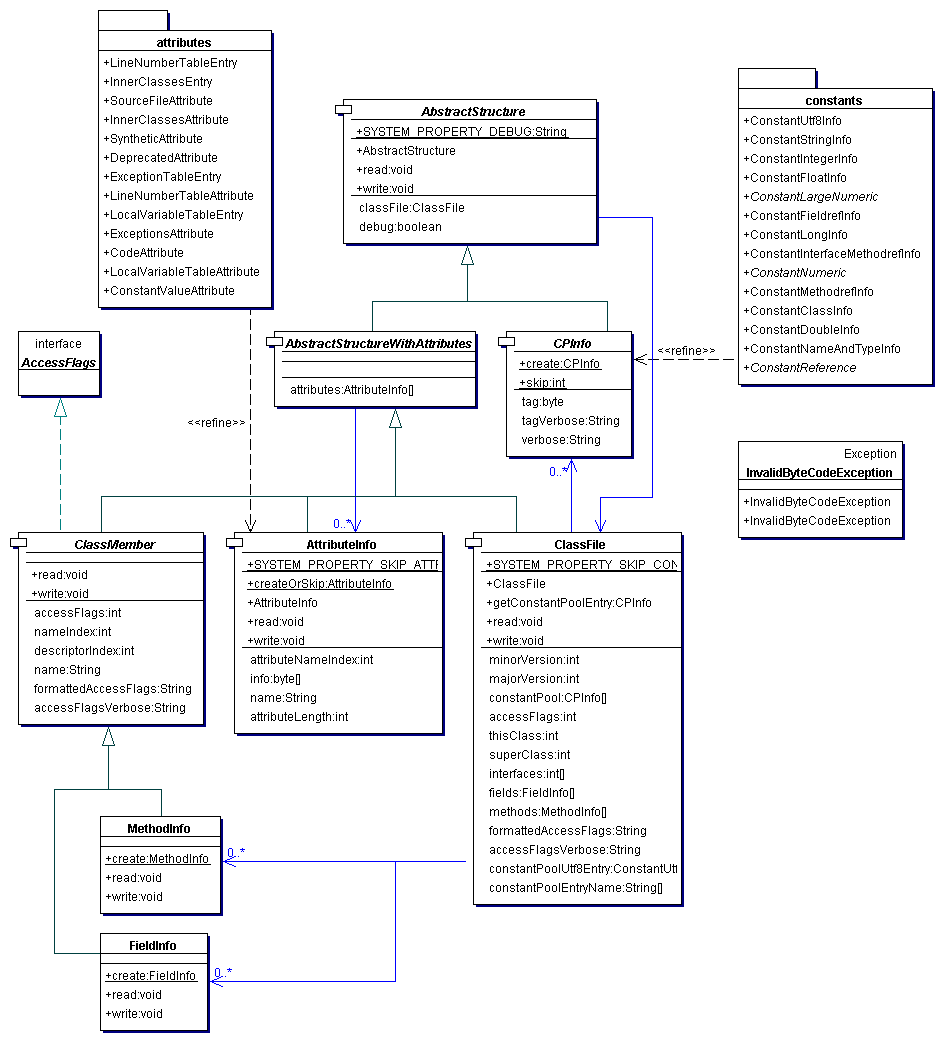 attributes
+LineNumberTableEntry
+InnerClassesEntry
+SourceFileAttribute
+InnerClassesAttribute
+SyntheticAttribute
+DeprecatedAttribute
+ExceptionTableEntry
+LineNumberTableAttribute
+LocalVariableTableEntry
+ExceptionsAttribute
+CodeAttribute
+LocalVariableTableAttribute
+ConstantValueAttribute
AbstractStructure
+SYSTEM_PROPERTY_DEBUG:String
+AbstractStructure
+read:void
+write:void
classFile:ClassFile
debug:boolean
constants
+ConstantUtf8Info
+ConstantStringInfo
+ConstantIntegerInfo
+ConstantFloatInfo
+ConstantLargeNumeric
+ConstantFieldrefInfo
+ConstantLongInfo
+ConstantInterfaceMethodrefInfo
+ConstantNumeric
+ConstantMethodrefInfo
+ConstantClassInfo
+ConstantDoubleInfo
+ConstantNameAndTypeInfo
+ConstantReference
interface
AccessFlags
AbstractStructureWithAttributes
attributes:AttributeInfo[]
CPInfo
+create:CPInfo
+skip:int
tag:byte
tagVerbose:String
verbose:String
<<refine>>
<<refine>>
0..*
0..*
Exception
InvalidByteCodeException
+InvalidByteCodeException
+InvalidByteCodeException
ClassMember
+read:void
+write:void
accessFlags:int
nameIndex:int
descriptorIndex:int
name:String
formattedAccessFlags:String
accessFlagsVerbose:String
AttributeInfo
+SYSTEM_PROPERTY_SKIP_ATTF
+createOrSkip:AttributeInfo
+AttributeInfo
+read:void
+write:void
attributeNameIndex:int
info:byte[]
name:String
attributeLength:int
ClassFile
+SYSTEM_PROPERTY_SKIP_CON
+ClassFile
+getConstantPoolEntry:CPInfo
+read:void
+write:void
minorVersion:int
majorVersion:int
constantPool:CPInfo[]
accessFlags:int
thisClass:int
superClass:int
interfaces:int[]
fields:FieldInfo[]
methods:MethodInfo[]
formattedAccessFlags:String
accessFlagsVerbose:String
constantPoolUtf8Entry:ConstantUtf
constantPoolEntryName:String[]
MethodInfo
+create:MethodInfo
+read:void
+write:void
0..*
FieldInfo
+create:FieldInfo
+read:void
+write:void
0..*